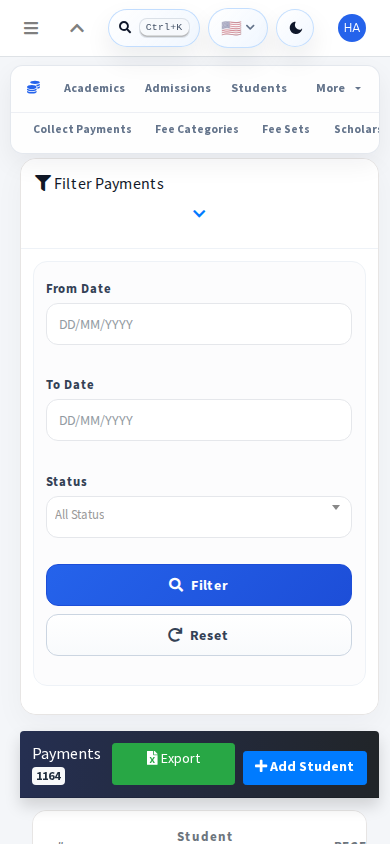 Ctrl+K
HA
Academics Admissions Students More
Collect Payments Fee Categories Fee Sets Scholars
Filter Payments
From Date
DD/MM/YYYY
To Date
DD/MM/YYYY
Status
All Status
Filter
Reset
Payments
1164
Export
Add Student
Student